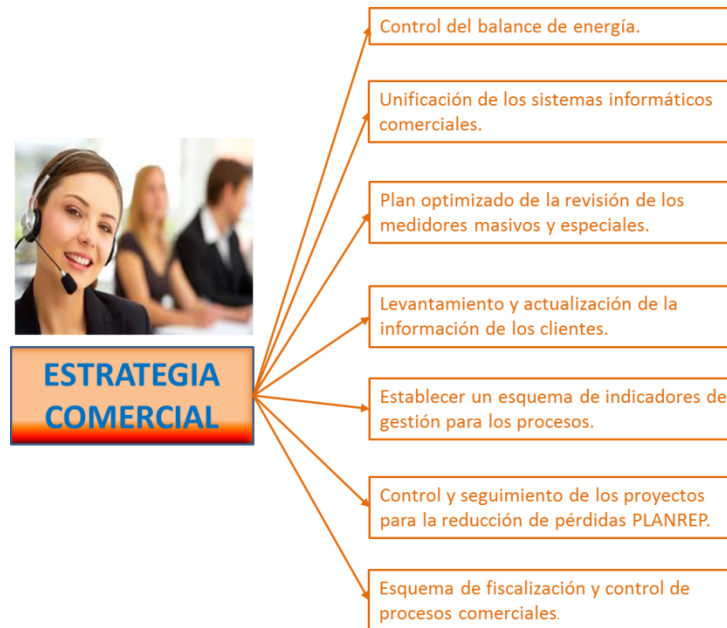 Control del balance de energía.
Unificación de los sistemas informáticos
comerciales.
Plan optimizado de la revisión de los
medidores masivos y especiales.
Levantamiento y actualización de la
información de los clientes.
ESTRATEGIA
COMERCIAL
Establecer un esquema de indicadores de
gestión para los procesos.
Control y seguimiento de los proyectos
para la reducción de pérdidas PLANREP.
Esquema de fiscalización y control de
procesos comerciales.